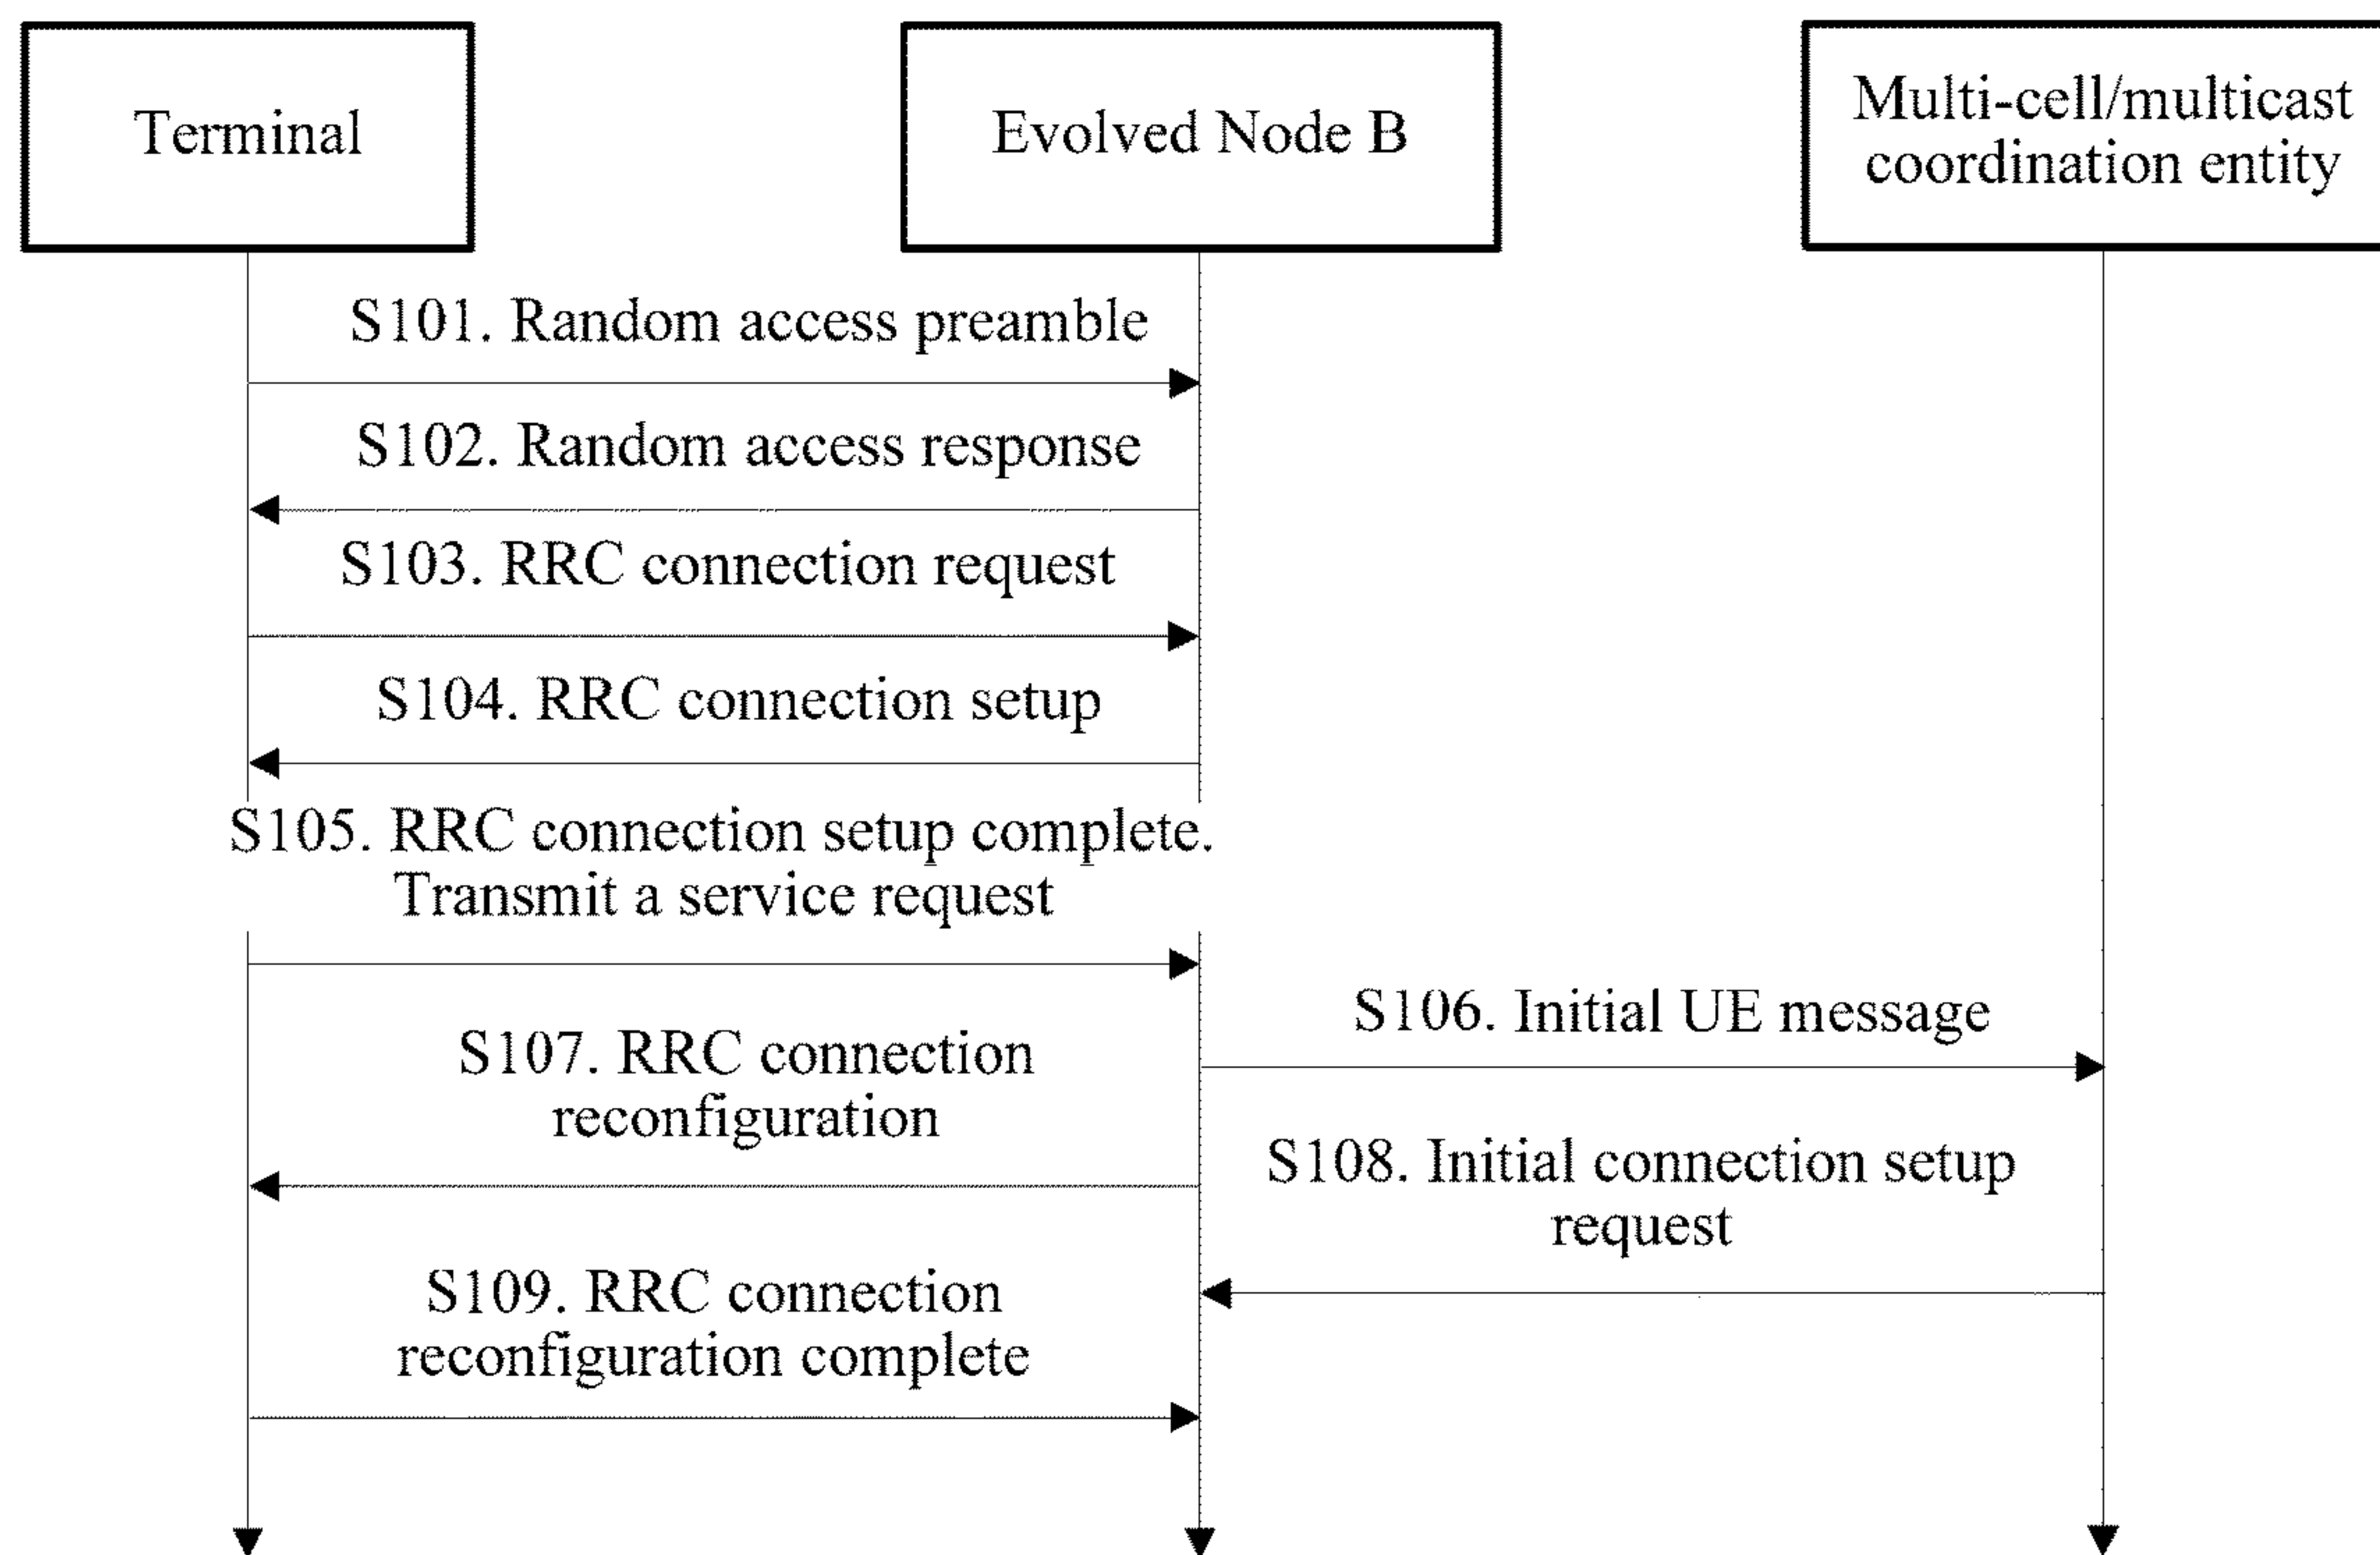 Terminal
Evolved Node B
Multi-cell/multicast
coordination entity
S101. Random access preamble
S102. Random access response
S103. RRC connection request
S104. RRC connection setup
S105. RRC connection setup complete.
Transmit a service request
S106. Initial UE message
S107. RRC connection
reconfiguration
S108. Initial connection setup
request
S109. RRC connection
reconfiguration complete